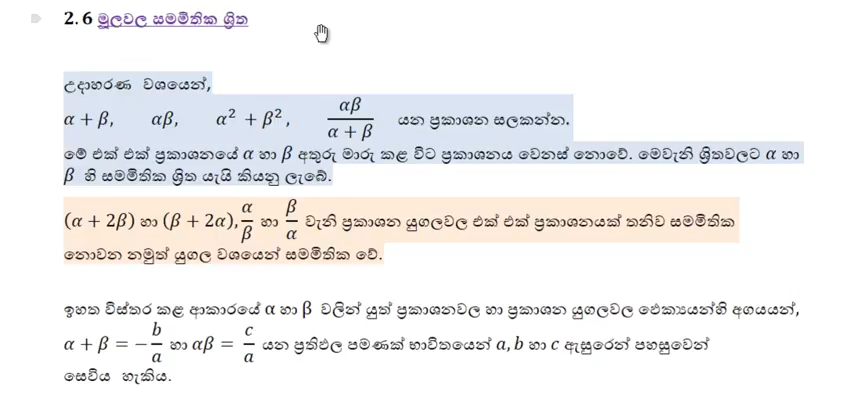 2.6 මූලවල සමමිතික ශ්‍රිත
උදාහරණ වශයෙන්,
α + β, αβ, α² + β², αβ/(α + β) යන ප්‍රකාශන සලකන්න.
මේ එක් එක් ප්‍රකාශනයේ α හා β අතුරු මාරු කළ විට ප්‍රකාශනය වෙනස් නොවේ. මෙවැනි ශ්‍රිතවලට α හා
β හි සමමිතික ශ්‍රිත යැයි කියනු ලැබේ.
(α + 2β) හා (β + 2α), α/β හා β/α වැනි ප්‍රකාශන යුගලවල එක් එක් ප්‍රකාශනයක් තනිව සමමිතික
නොවන නමුත් යුගල වශයෙන් සමමිතික වේ.
ඉහත විස්තර කළ ආකාරයේ α හා β වලින් යුත් ප්‍රකාශනවල හා ප්‍රකාශන යුගලවල ඓක්‍යයන්හි අගයයන්,
α + β = −b/a හා αβ = c/a යන ප්‍රතිඵල පමණක් භාවිතයෙන් a, b හා c ඇසුරෙන් පහසුවෙන්
සෙවිය හැකිය.